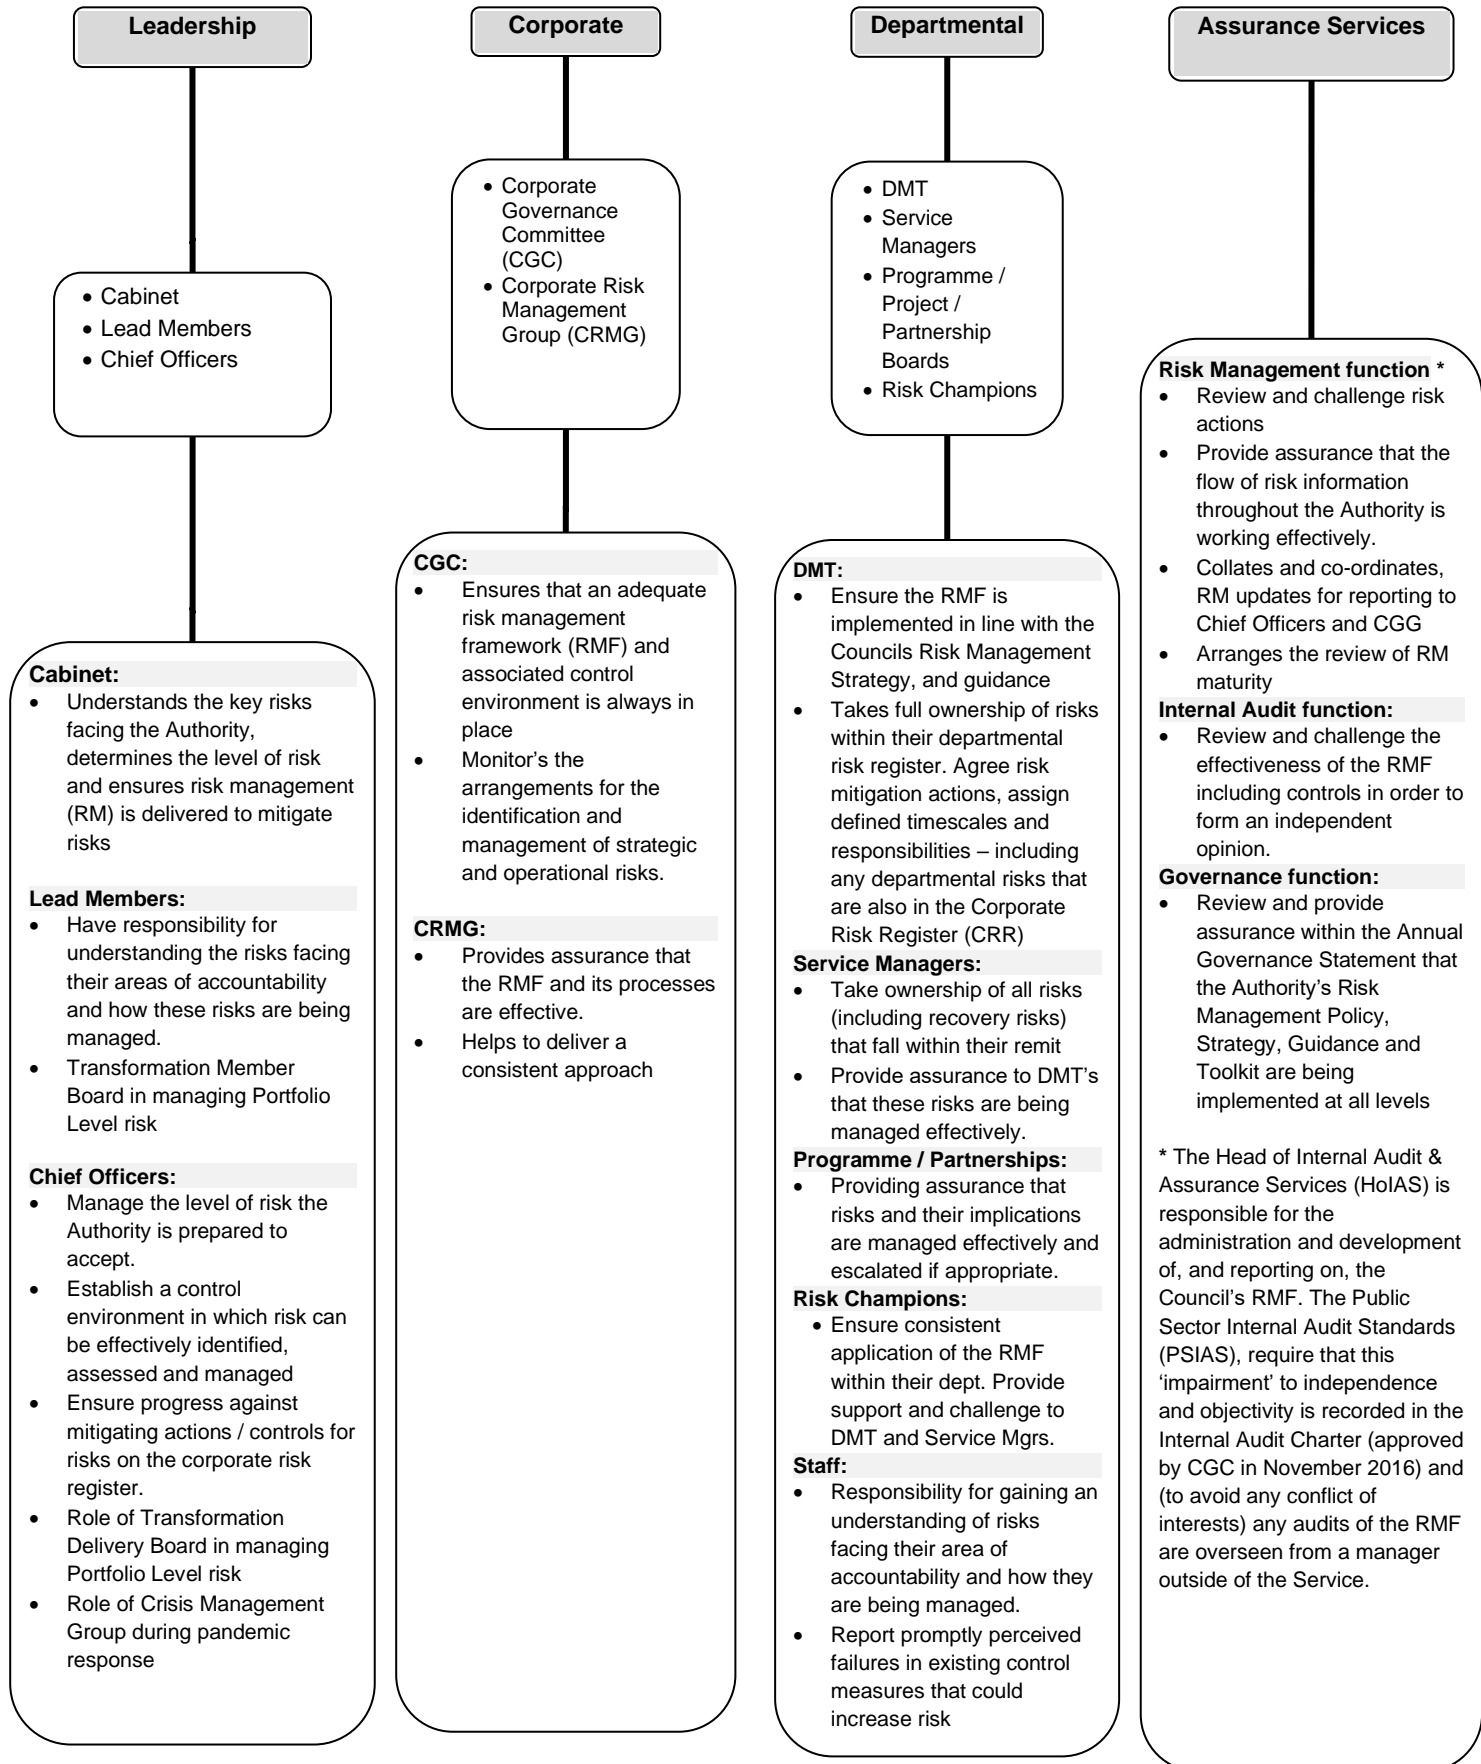 Leadership
Corporate
Departmental
Assurance Services
• Cabinet
• Lead Members
• Chief Officers
• Corporate
Governance
Committee
(CGC)
• Corporate Risk
Management
Group (CRMG)
• DMT
• Service
Managers
• Programme /
Project /
Partnership
Boards
• Risk Champions
Cabinet:
• Understands the key risks
facing the Authority,
determines the level of risk
and ensures risk management
(RM) is delivered to mitigate
risks
Lead Members:
• Have responsibility for
understanding the risks facing
their areas of accountability
and how these risks are being
managed.
• Transformation Member
Board in managing Portfolio
Level risk
Chief Officers:
• Manage the level of risk the
Authority is prepared to
accept.
• Establish a control
environment in which risk can
be effectively identified,
assessed and managed
• Ensure progress against
mitigating actions / controls for
risks on the corporate risk
register.
• Role of Transformation
Delivery Board in managing
Portfolio Level risk
• Role of Crisis Management
Group during pandemic
response
CGC:
• Ensures that an adequate
risk management
framework (RMF) and
associated control
environment is always in
place
• Monitor's the
arrangements for the
identification and
management of strategic
and operational risks.
CRMG:
• Provides assurance that
the RMF and its processes
are effective.
• Helps to deliver a
consistent approach
DMT:
• Ensure the RMF is
implemented in line with the
Councils Risk Management
Strategy, and guidance
• Takes full ownership of risks
within their departmental
risk register. Agree risk
mitigation actions, assign
defined timescales and
responsibilities – including
any departmental risks that
are also in the Corporate
Risk Register (CRR)
Service Managers:
• Take ownership of all risks
(including recovery risks)
that fall within their remit
• Provide assurance to DMT's
that these risks are being
managed effectively.
Programme / Partnerships:
• Providing assurance that
risks and their implications
are managed effectively and
escalated if appropriate.
Risk Champions:
• Ensure consistent
application of the RMF
within their dept. Provide
support and challenge to
DMT and Service Mgrs.
Staff:
• Responsibility for gaining an
understanding of risks
facing their area of
accountability and how they
are being managed.
• Report promptly perceived
failures in existing control
measures that could
increase risk
Risk Management function *
• Review and challenge risk
actions
• Provide assurance that the
flow of risk information
throughout the Authority is
working effectively.
• Collates and co-ordinates,
RM updates for reporting to
Chief Officers and CGG
• Arranges the review of RM
maturity
Internal Audit function:
• Review and challenge the
effectiveness of the RMF
including controls in order to
form an independent
opinion.
Governance function:
• Review and provide
assurance within the Annual
Governance Statement that
the Authority's Risk
Management Policy,
Strategy, Guidance and
Toolkit are being
implemented at all levels
* The Head of Internal Audit &
Assurance Services (HoIAS) is
responsible for the
administration and development
of, and reporting on, the
Council's RMF. The Public
Sector Internal Audit Standards
(PSIAS), require that this
‘impairment’ to independence
and objectivity is recorded in the
Internal Audit Charter (approved
by CGC in November 2016) and
(to avoid any conflict of
interests) any audits of the RMF
are overseen from a manager
outside of the Service.